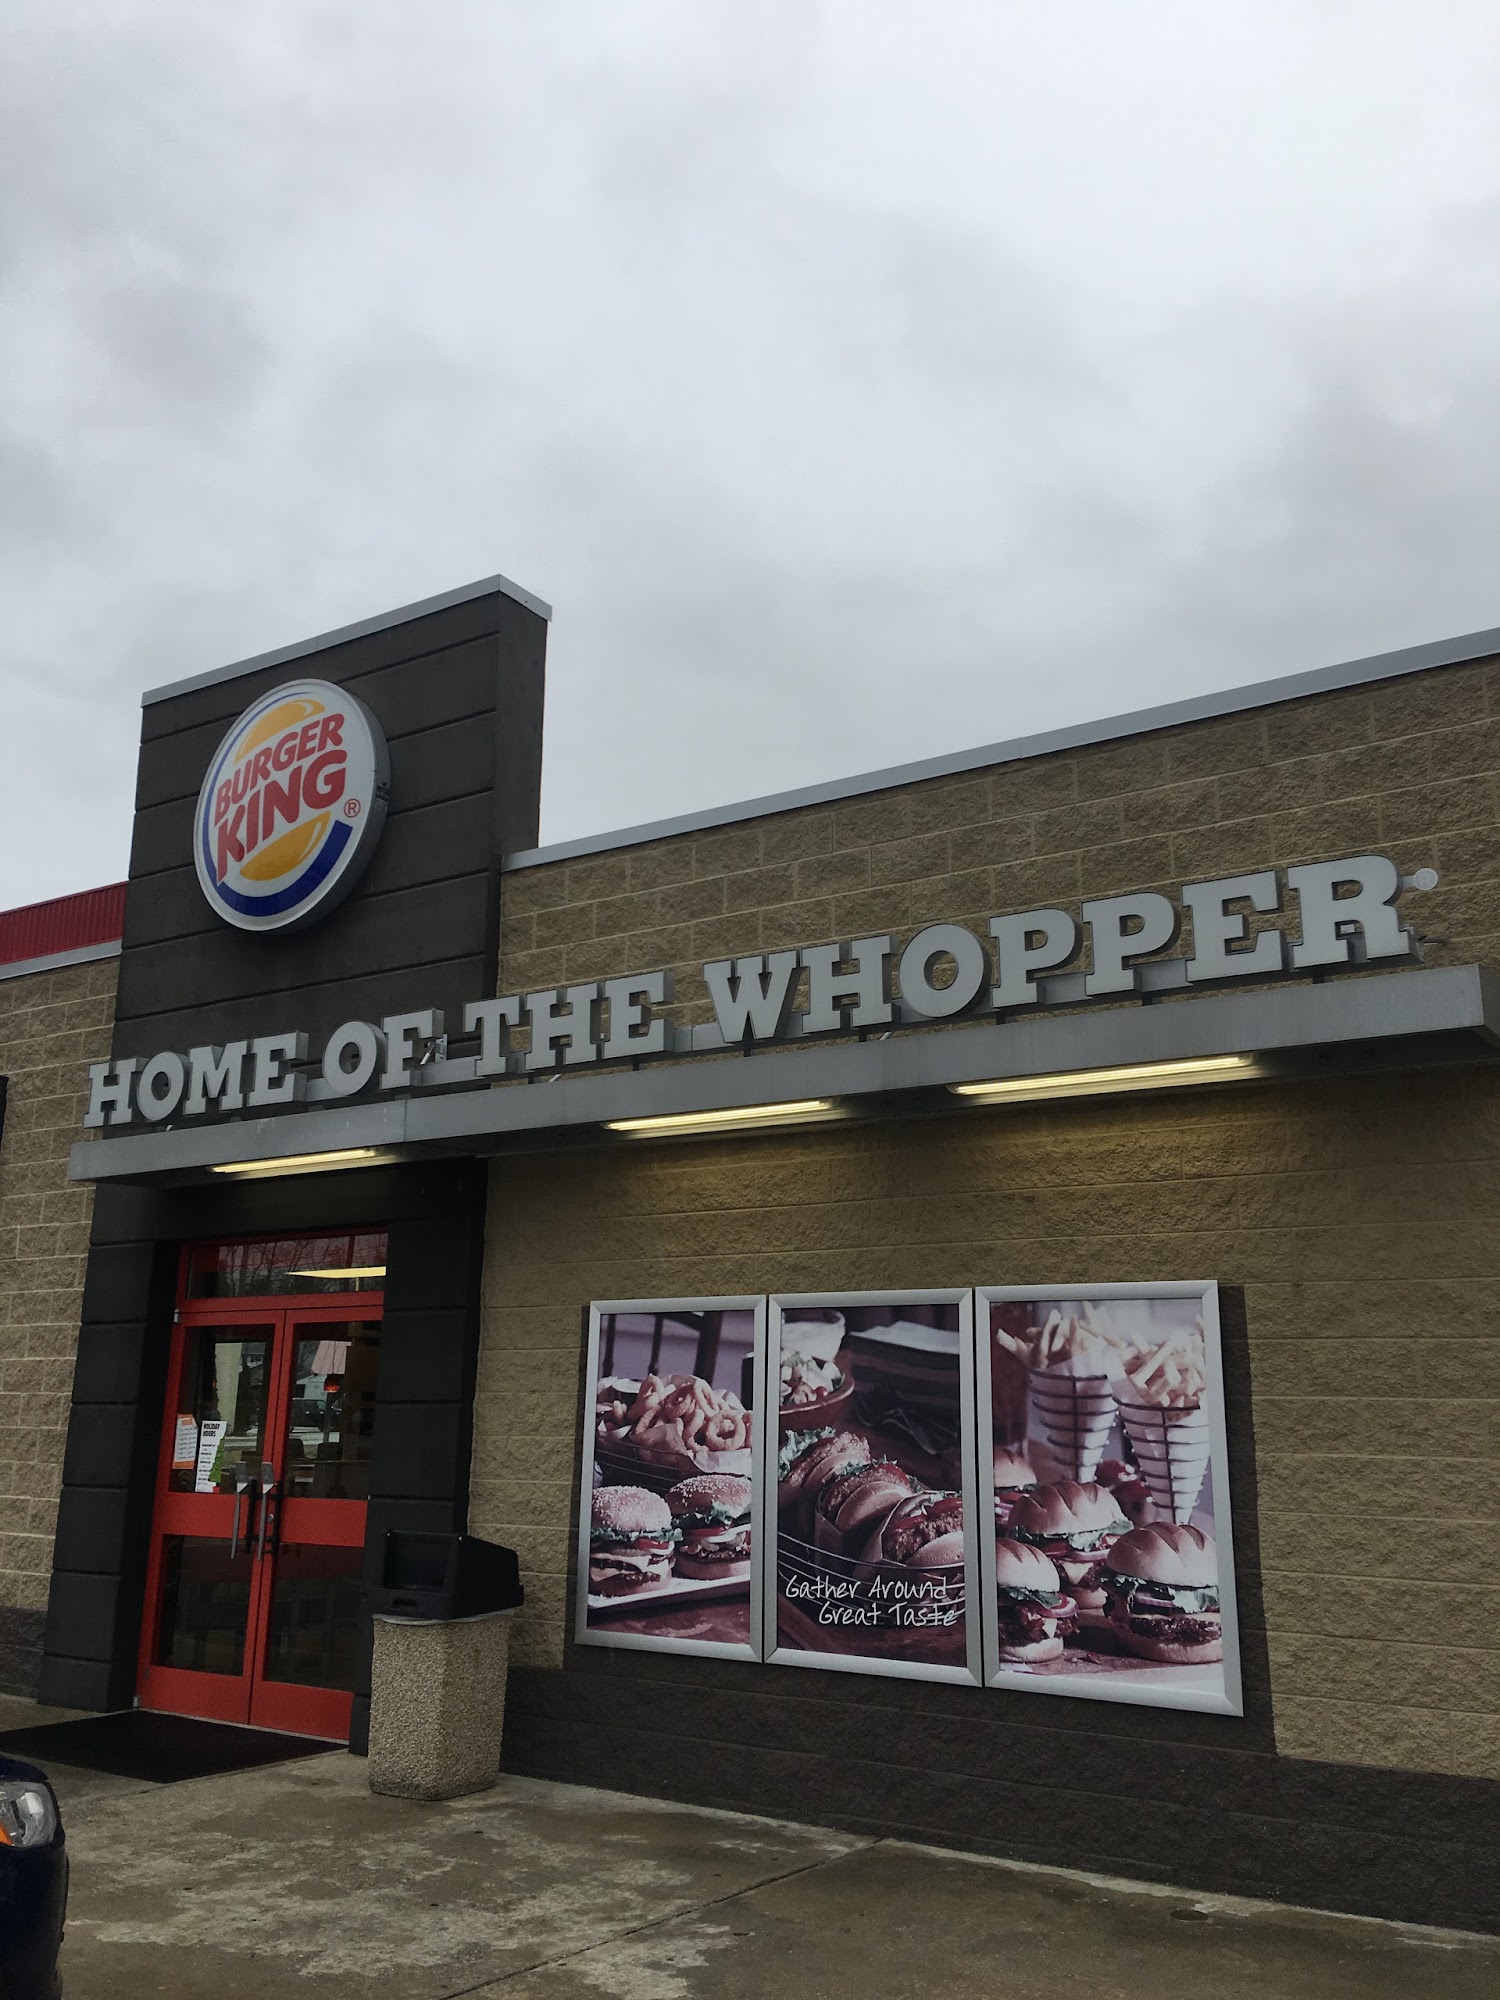 BURGER
KING®
HOME OF THE WHOPPER
HOLIDAY
HOURS
Gather Around
Great Taste